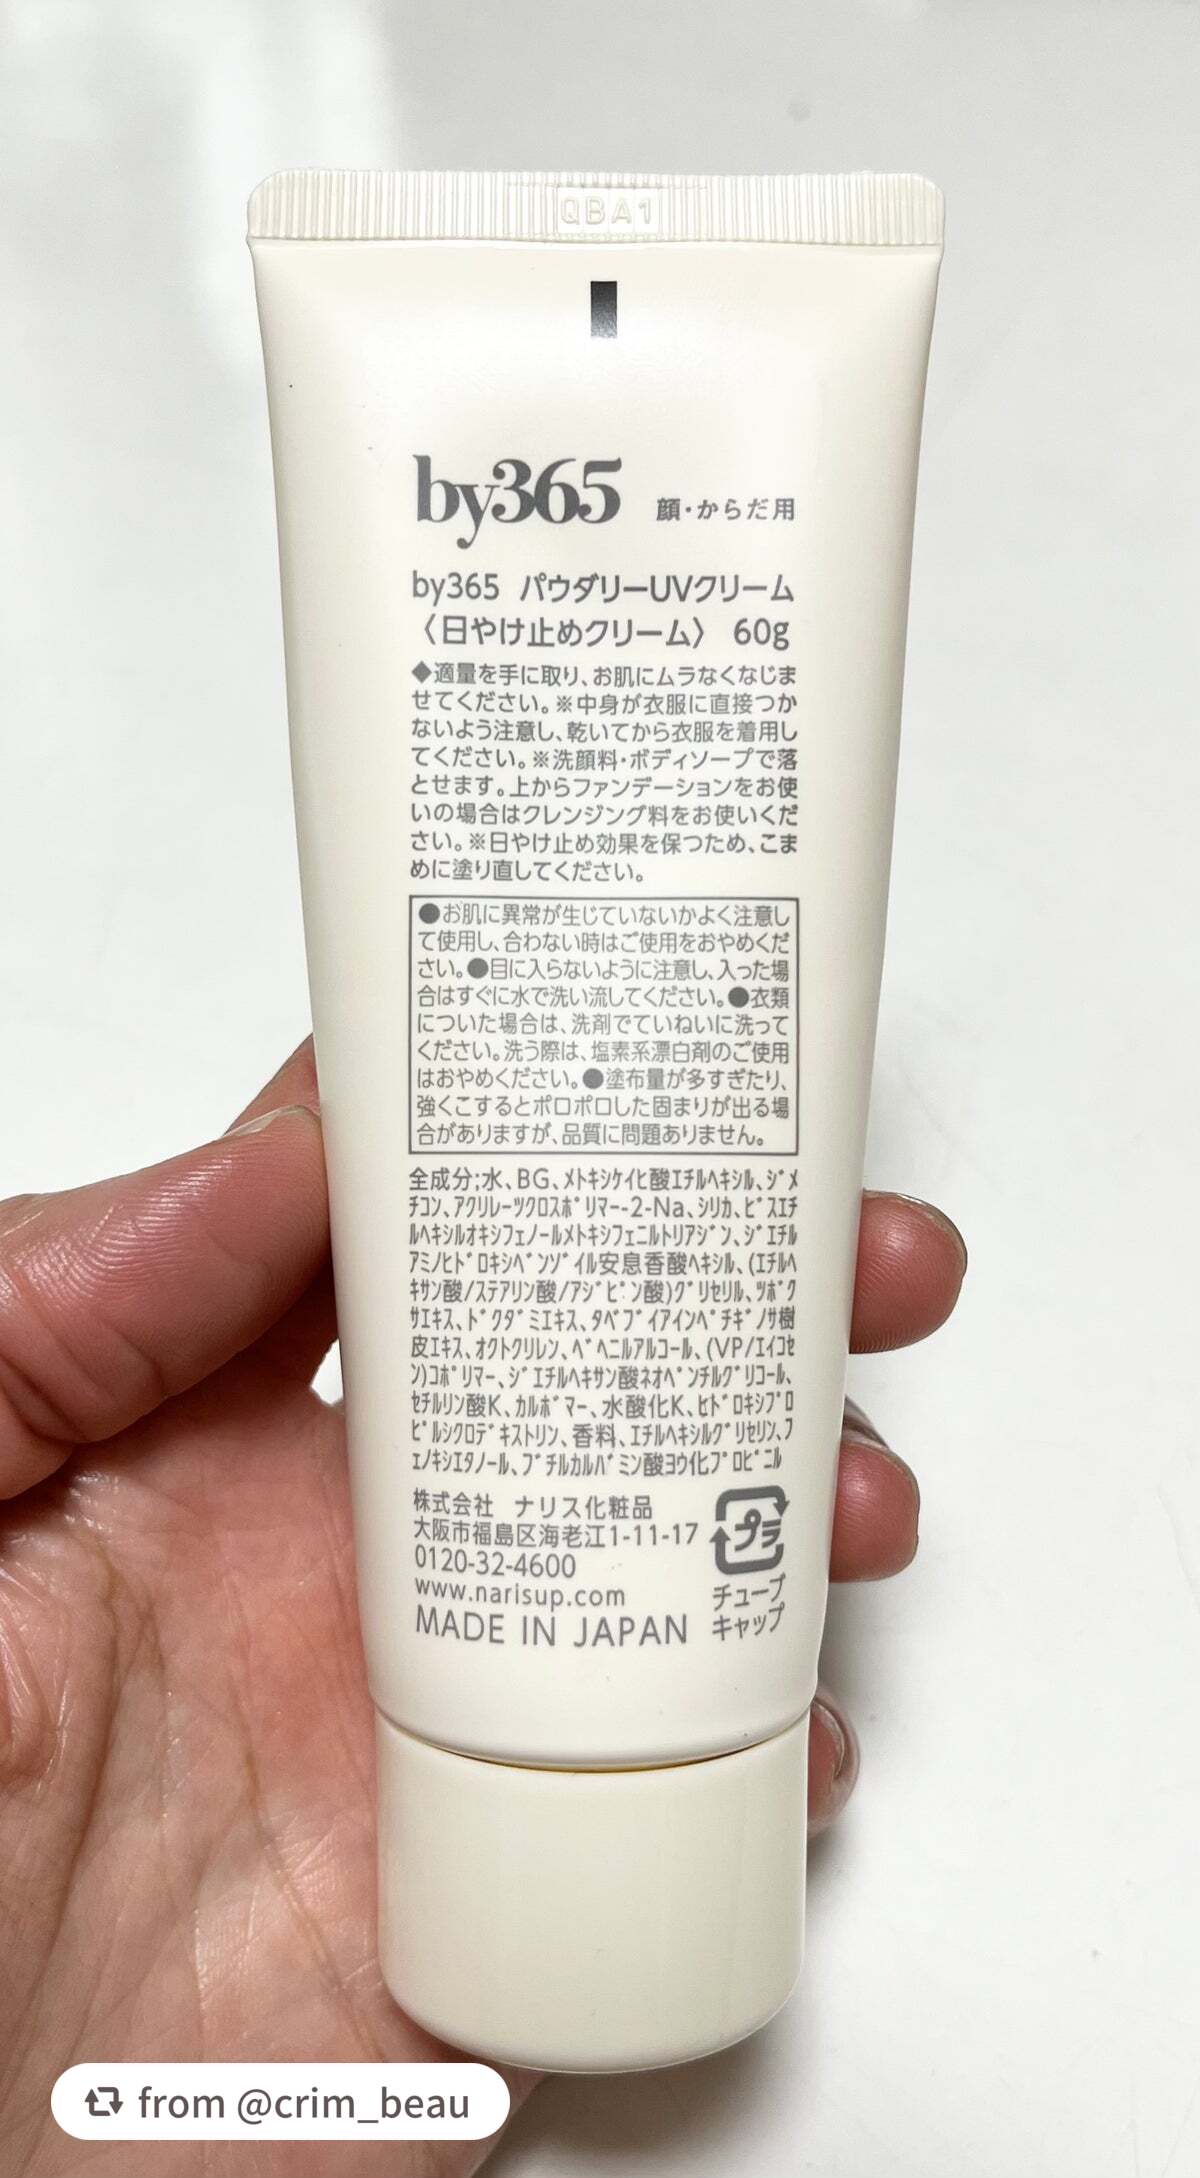 QBA1
by365 顔・からだ用
by365 パウダリーUVクリーム
〈日やけ止めクリーム〉 60g
◆適量を手に取り、お肌にムラなくなじま
せてください。※中身が衣服に直接つか
ないよう注意し、乾いてから衣服を着用し
てください。※洗顔料・ボディソープで落
とせます。上からファンデーションをお使
いの場合はクレンジング料をお使いくだ
さい。※日やけ止め効果を保つため、こま
めに塗り直してください。
●お肌に異常が生じていないかよく注意し
て使用し、合わない時はご使用をおやめくだ
さい。●目に入らないように注意し、入った場
合はすぐに水で洗い流してください。●衣類
についた場合は、洗剤でていねいに洗って
ください。洗う際は、塩素系漂白剤のご使用
はおやめください。●塗布量が多すぎたり、
強くこするとポロポロした固まりが出る場
合がありますが、品質に問題ありません。
全成分;水、BG、ﾒﾄｷｼｹｲﾋ酸ｴﾁﾙﾍｷｼﾙ、ｼﾞﾒ
ﾁｺﾝ、ｱｸﾘﾚｰﾂｸﾛｽﾎﾟﾘﾏｰ-2-Na、ｼﾘｶ、ﾋﾞｽｴﾁ
ﾙﾍｷｼﾙｵｷｼﾌｪﾉｰﾙﾒﾄｷｼﾌｪﾆﾙﾄﾘｱｼﾞﾝ、ｼﾞｴﾁﾙ
ｱﾐﾉﾋﾄﾞﾛｷｼﾍﾞﾝｿﾞｲﾙ安息香酸ﾍｷｼﾙ、(ｴﾁﾙﾍ
ｷｻﾝ酸/ｽﾃｱﾘﾝ酸/ｱｼﾞﾋﾟﾝ酸)ｸﾞﾘｾﾘﾙ、ﾂﾎﾞｸ
ｻｴｷｽ、ﾄﾞｸﾀﾞﾐｴｷｽ、ﾀﾍﾞﾌﾞｲｱｲﾝﾍﾟﾁｷﾞﾉｻ樹
皮ｴｷｽ、ｵｸﾄｸﾘﾚﾝ、ﾍﾞﾍﾆﾙｱﾙｺｰﾙ、(VP/ｴｲｺｾ
ﾝ)ｺﾎﾟﾘﾏｰ、ｼﾞｴﾁﾙﾍｷｻﾝ酸ﾈｵﾍﾟﾝﾁﾙｸﾞﾘｺｰﾙ、
ｾﾁﾙﾘﾝ酸K、ｶﾙﾎﾞﾏｰ、水酸化K、ﾋﾄﾞﾛｷｼﾌﾟﾛ
ﾋﾟﾙｼｸﾛﾃﾞｷｽﾄﾘﾝ、香料、ｴﾁﾙﾍｷｼﾙｸﾞﾘｾﾘﾝ、ﾌ
ｪﾉｷｼｴﾀﾉｰﾙ、ﾌﾞﾁﾙｶﾙﾊﾞﾐﾝ酸ﾖｳ化ﾌﾟﾛﾋﾟﾆﾙ
株式会社 ナリス化粧品
大阪市福島区海老江1-11-17
0120-32-4600
www.narisup.com
MADE IN JAPAN
プラ
チューブ
キャップ
from @crim_beau